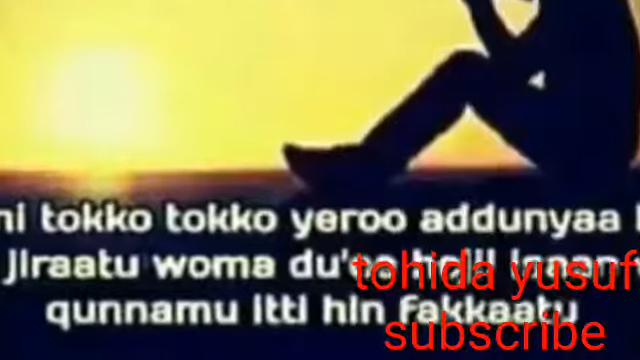 tokko tokko yeroo addunyaa
jiraatu woma
qunnamu itti hin fakkaatu
tohida yusuf
subscribe